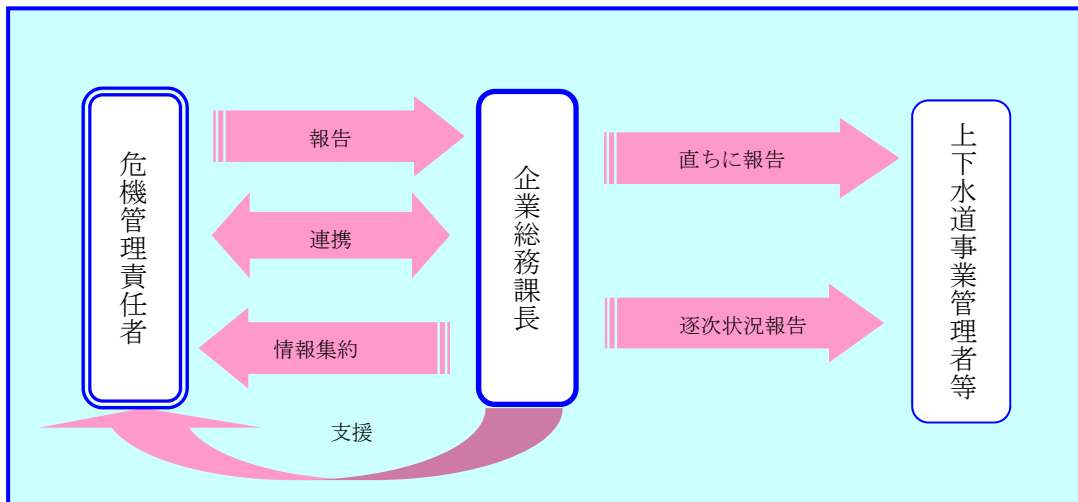 危機管理責任者
報告
連携
情報集約
支援
企業総務課長
直ちに報告
逐次状況報告
上下水道事業管理者等